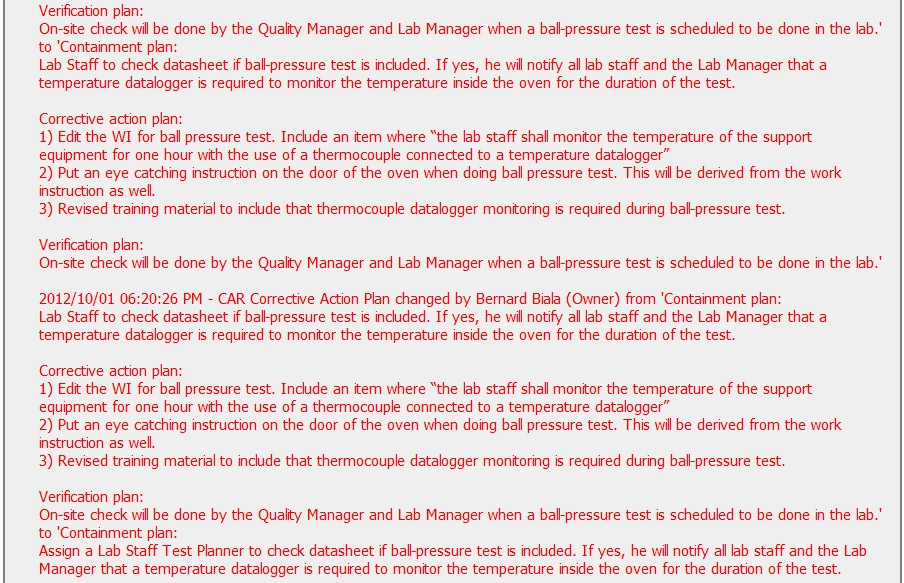 Verification plan:
On-site check will be done by the Quality Manager and Lab Manager when a ball-pressure test is scheduled to be done in the lab.'
to 'Containment plan:
Lab Staff to check datasheet if ball-pressure test is included. If yes, he will notify all lab staff and the Lab Manager that a
temperature datalogger is required to monitor the temperature inside the oven for the duration of the test.
Corrective action plan:
1) Edit the WI for ball pressure test. Include an item where “the lab staff shall monitor the temperature of the support
equipment for one hour with the use of a thermocouple connected to a temperature datalogger”
2) Put an eye catching instruction on the door of the oven when doing ball pressure test. This will be derived from the work
instruction as well.
3) Revised training material to include that thermocouple datalogger monitoring is required during ball-pressure test.
Verification plan:
On-site check will be done by the Quality Manager and Lab Manager when a ball-pressure test is scheduled to be done in the lab.'
2012/10/01 06:20:26 PM - CAR Corrective Action Plan changed by Bernard Biala (Owner) from 'Containment plan:
Lab Staff to check datasheet if ball-pressure test is included. If yes, he will notify all lab staff and the Lab Manager that a
temperature datalogger is required to monitor the temperature inside the oven for the duration of the test.
Corrective action plan:
1) Edit the WI for ball pressure test. Include an item where “the lab staff shall monitor the temperature of the support
equipment for one hour with the use of a thermocouple connected to a temperature datalogger”
2) Put an eye catching instruction on the door of the oven when doing ball pressure test. This will be derived from the work
instruction as well.
3) Revised training material to include that thermocouple datalogger monitoring is required during ball-pressure test.
Verification plan:
On-site check will be done by the Quality Manager and Lab Manager when a ball-pressure test is scheduled to be done in the lab.'
to 'Containment plan:
Assign a Lab Staff Test Planner to check datasheet if ball-pressure test is included. If yes, he will notify all lab staff and the Lab
Manager that a temperature datalogger is required to monitor the temperature inside the oven for the duration of the test.